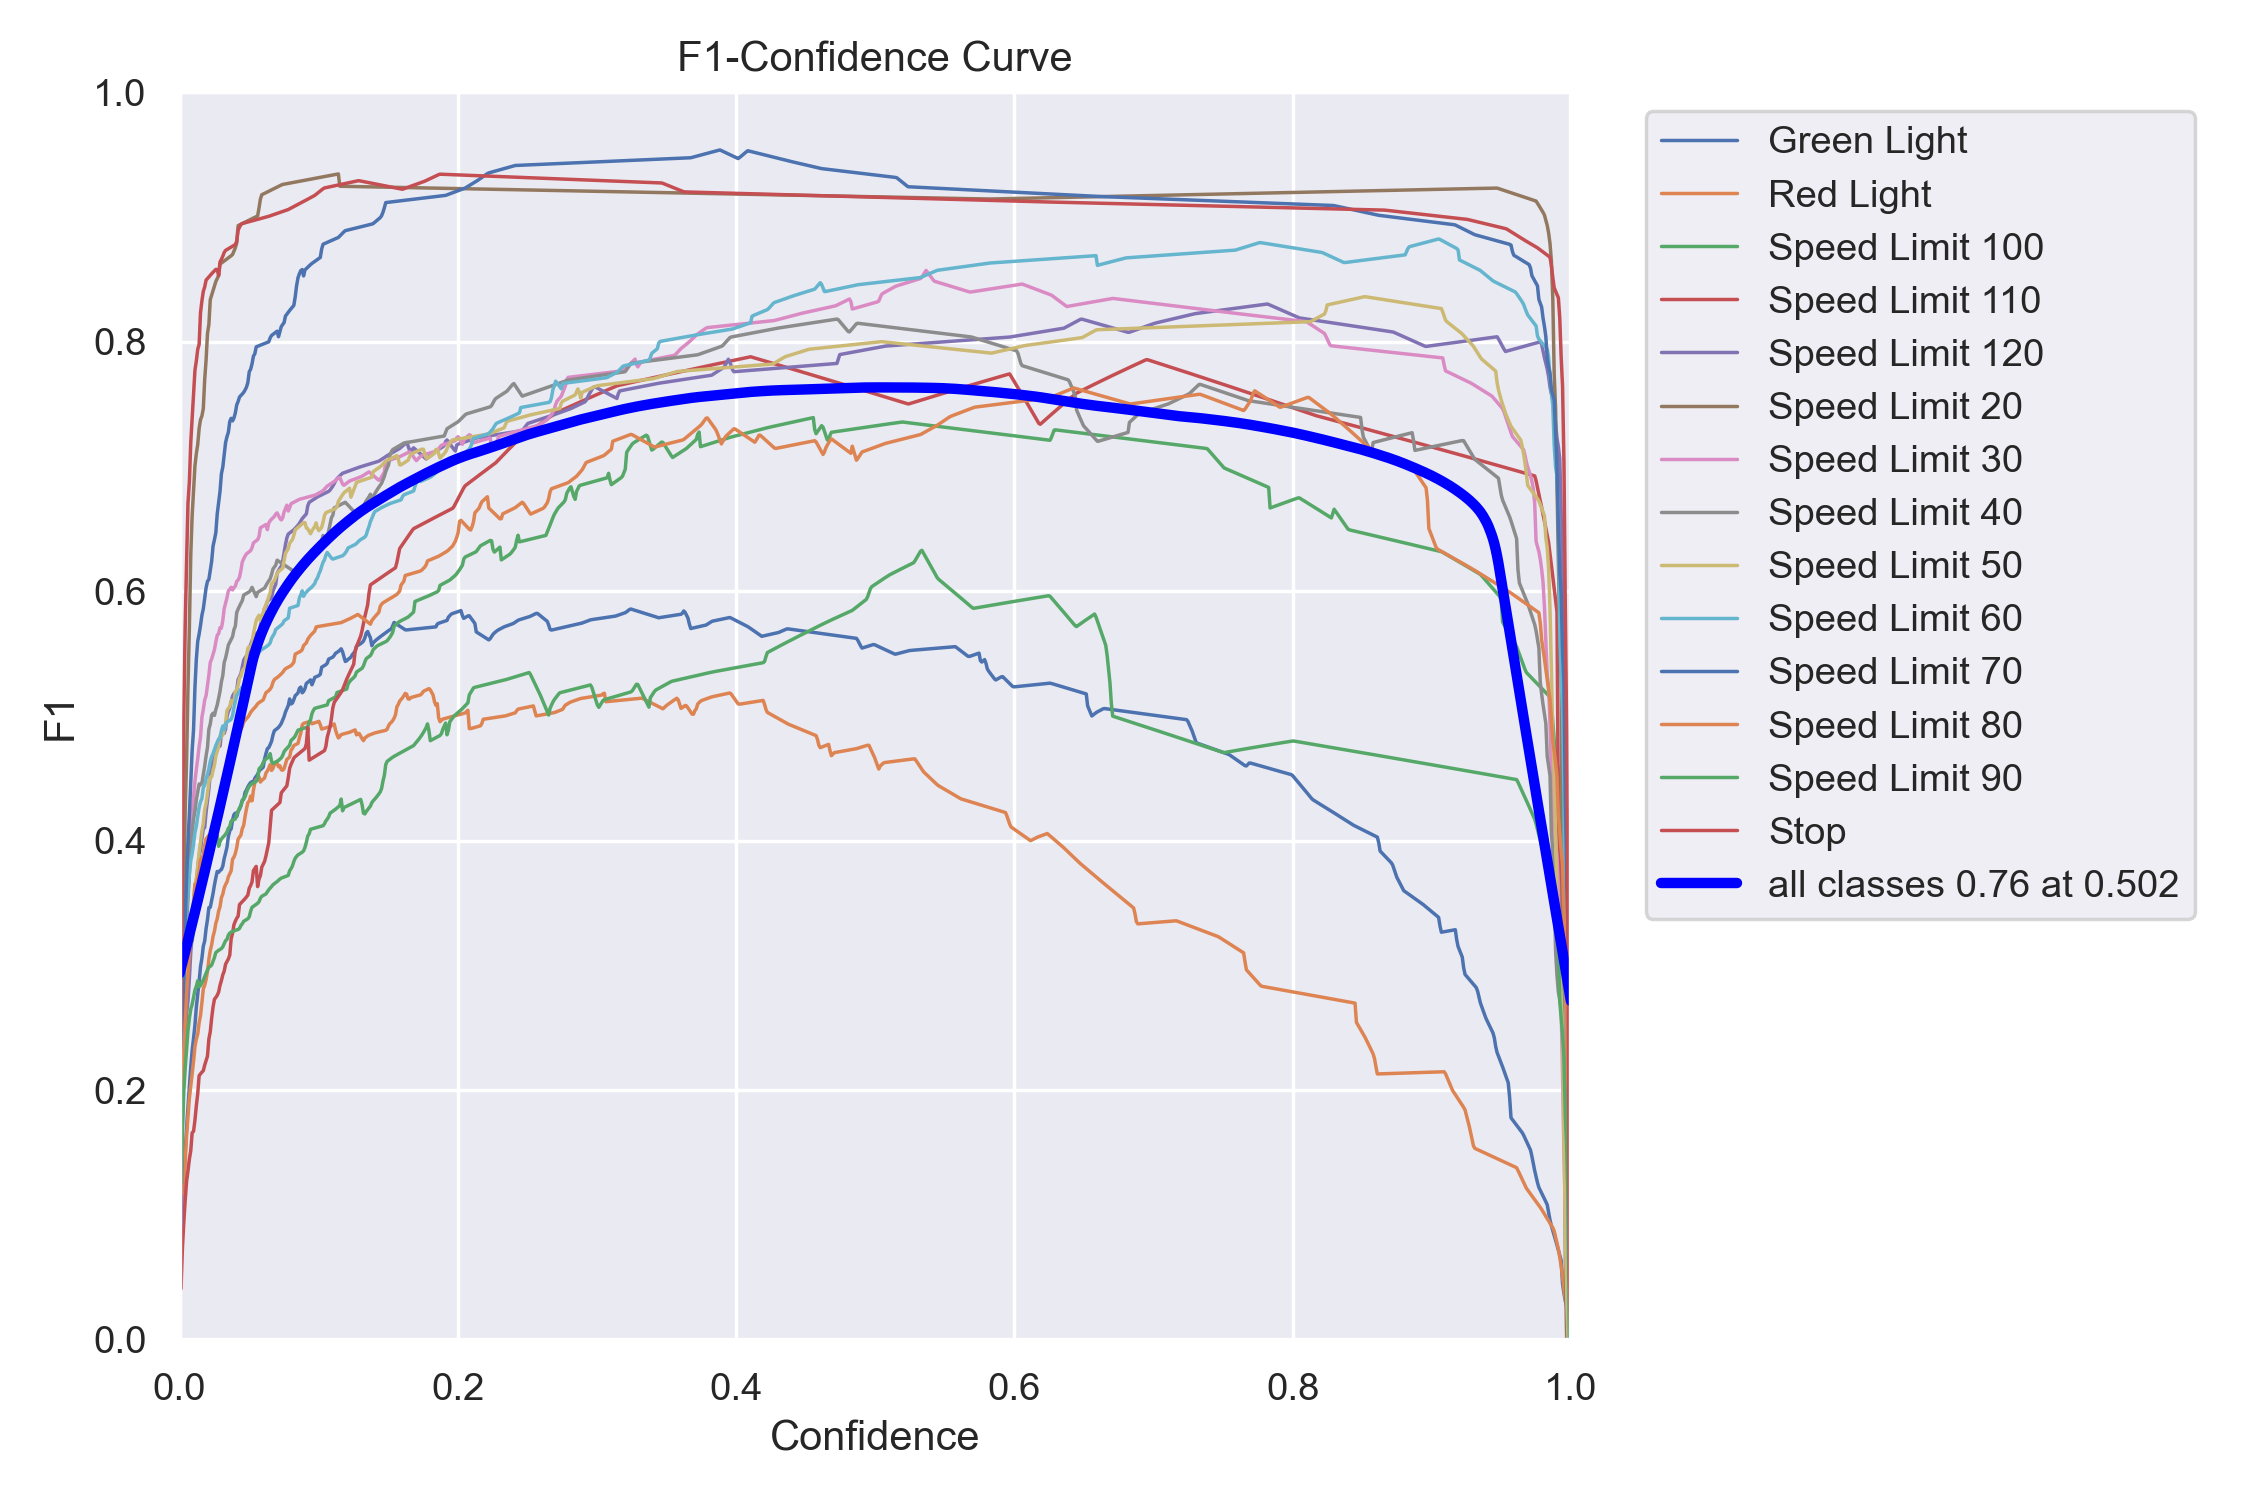 F1-Confidence Curve
1.0
0.8
0.6
0.4
0.2
0.0
F1
0.0 0.2 0.4 0.6 0.8 1.0
Confidence
Green Light
Red Light
Speed Limit 100
Speed Limit 110
Speed Limit 120
Speed Limit 20
Speed Limit 30
Speed Limit 40
Speed Limit 50
Speed Limit 60
Speed Limit 70
Speed Limit 80
Speed Limit 90
Stop
all classes 0.76 at 0.502